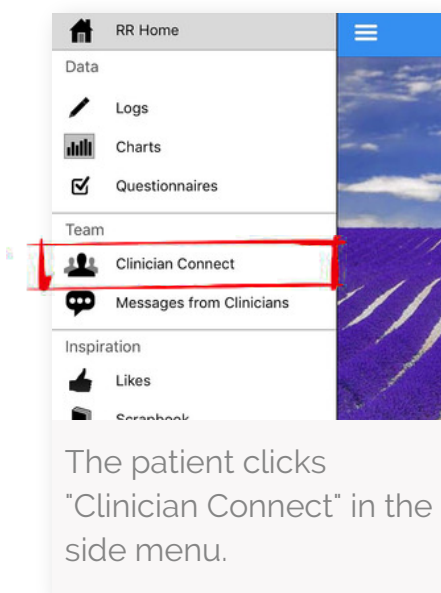 RR Home
Data
Logs
Charts
Questionnaires
Team
Clinician Connect
Messages from Clinicians
Inspiration
Likes
Scrapbook
The patient clicks
"Clinician Connect" in the
side menu.